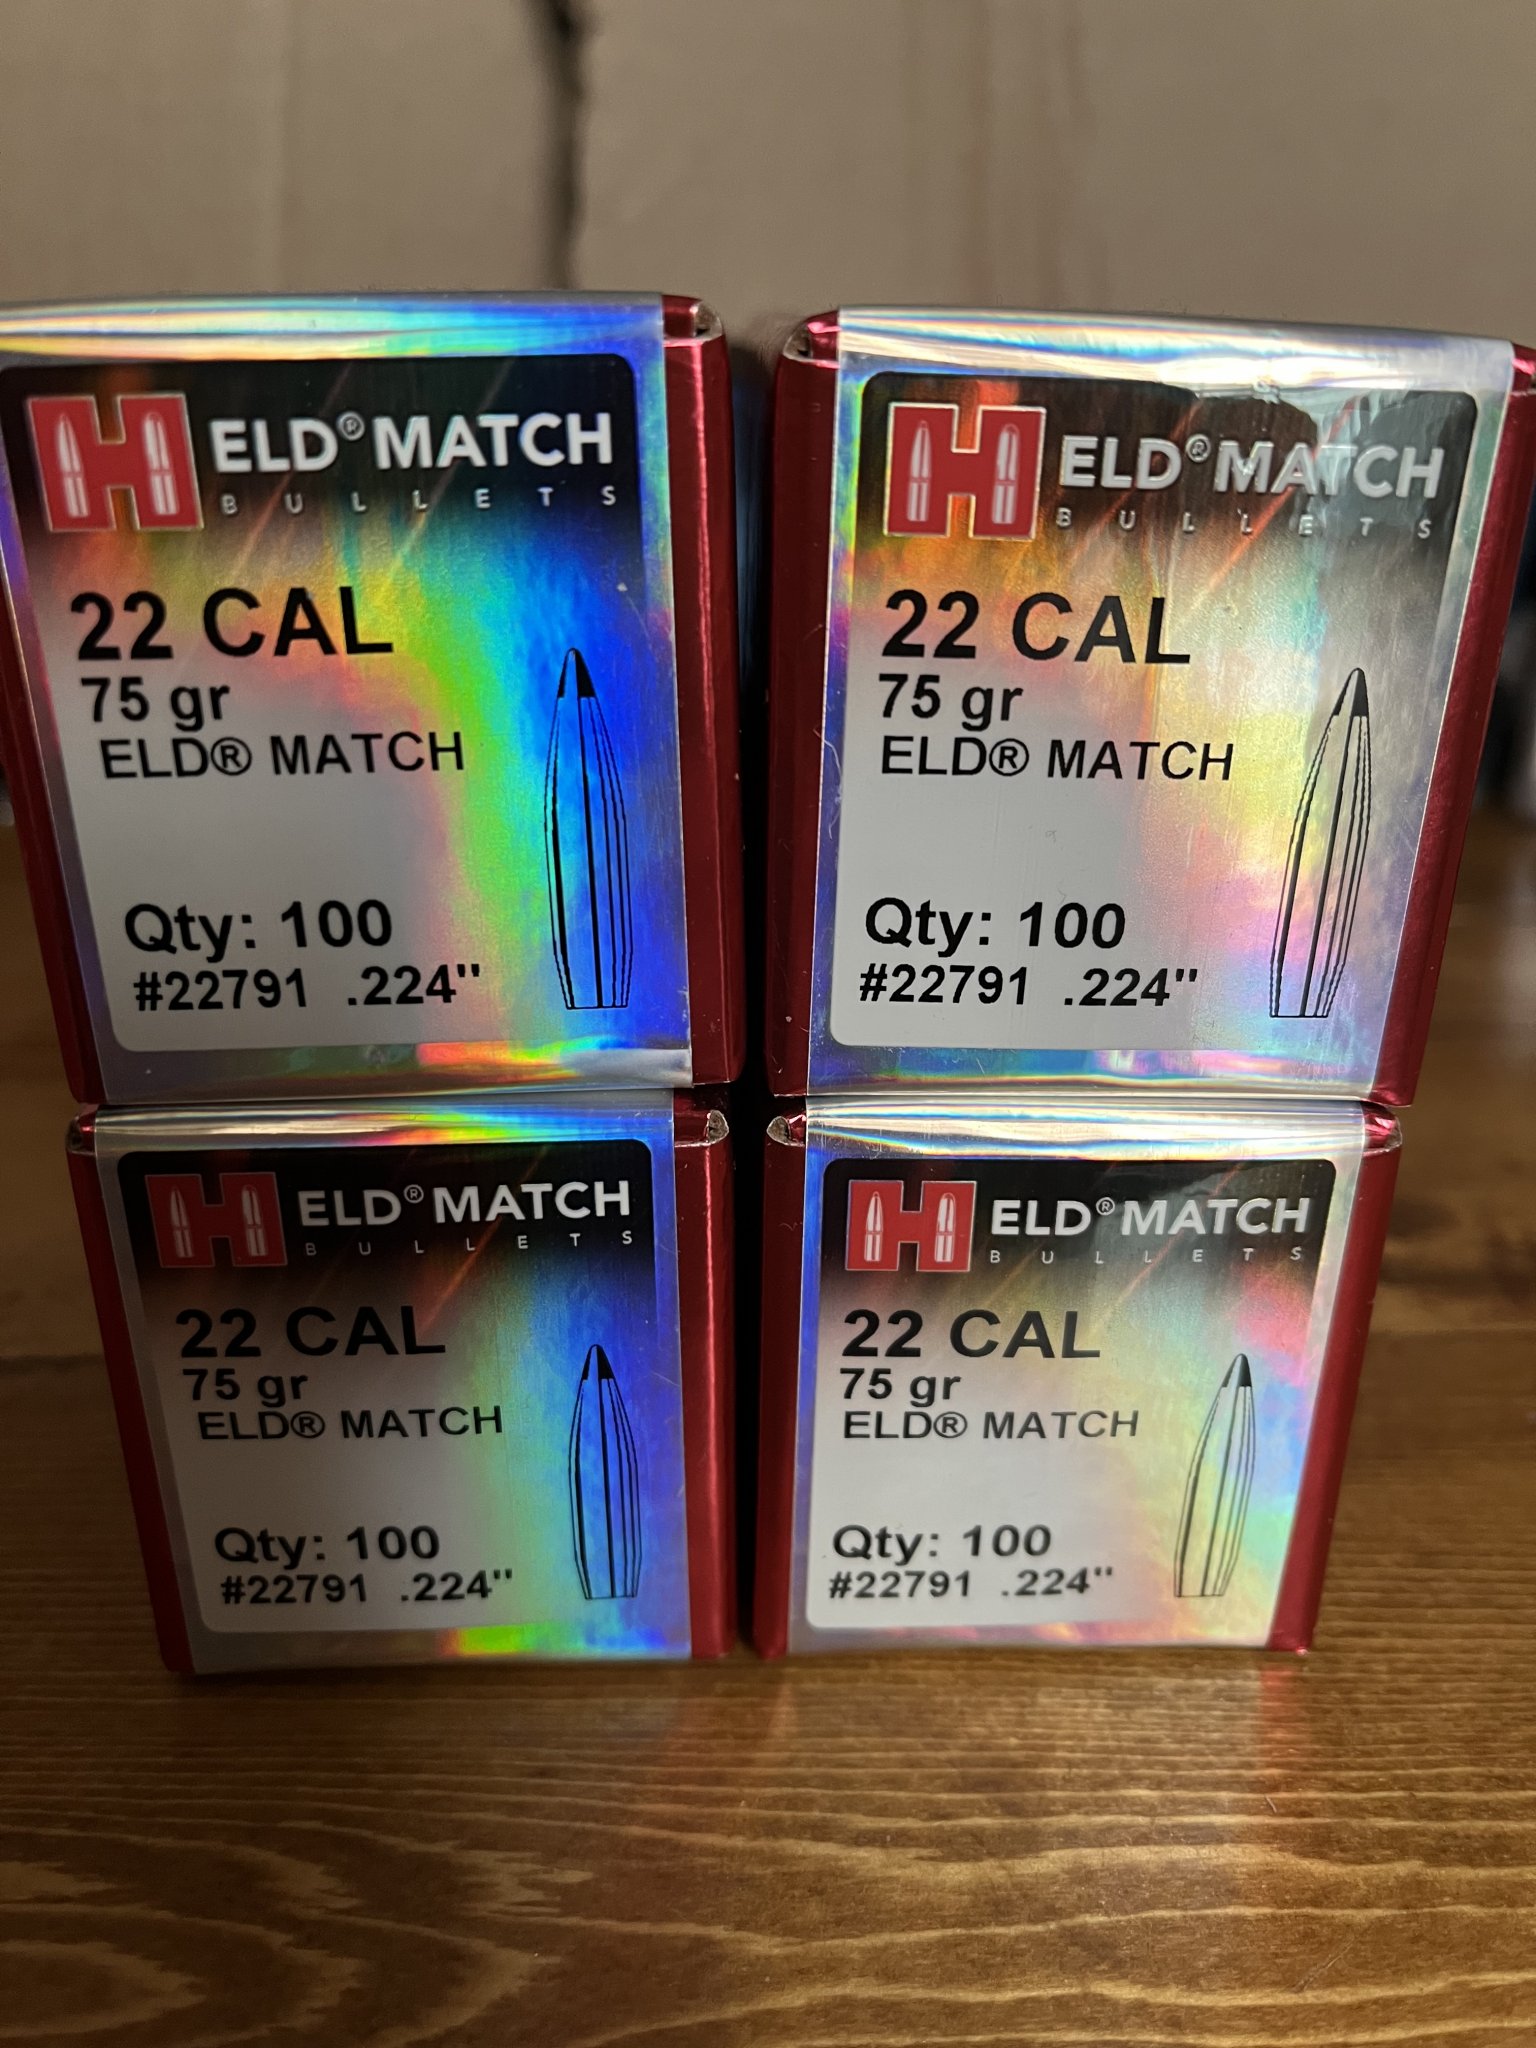 ELD® MATCH
BULLETS
22 CAL
75 gr
ELD® MATCH
Qty: 100
#22791 .224"
ELD® MATCH
BULLETS
22 CAL
75 gr
ELD® MATCH
Qty: 100
#22791 .224"
ELD® MATCH
BULLETS
22 CAL
75 gr
ELD® MATCH
Qty: 100
#22791 .224"
ELD® MATCH
BULLETS
22 CAL
75 gr
ELD® MATCH
Qty: 100
#22791 .224"